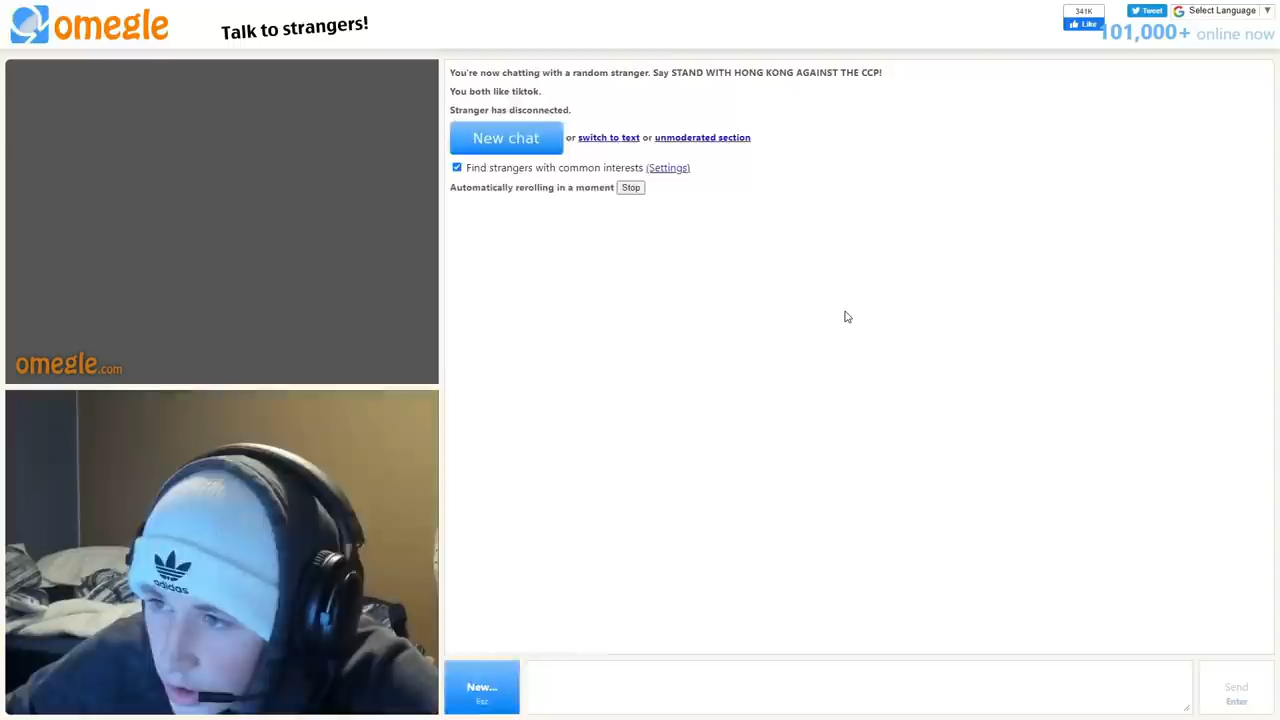 omegle
Talk to strangers!
341K
Like
Tweet
Select Language ▼
101,000+ online now
You're now chatting with a random stranger. Say STAND WITH HONG KONG AGAINST THE CCP!
You both like tiktok.
Stranger has disconnected.
New chat or switch to text or unmoderated section
Find strangers with common interests (Settings)
Automatically rerolling in a moment Stop
omegle.com
adidas
New...
Esc
Send
Enter